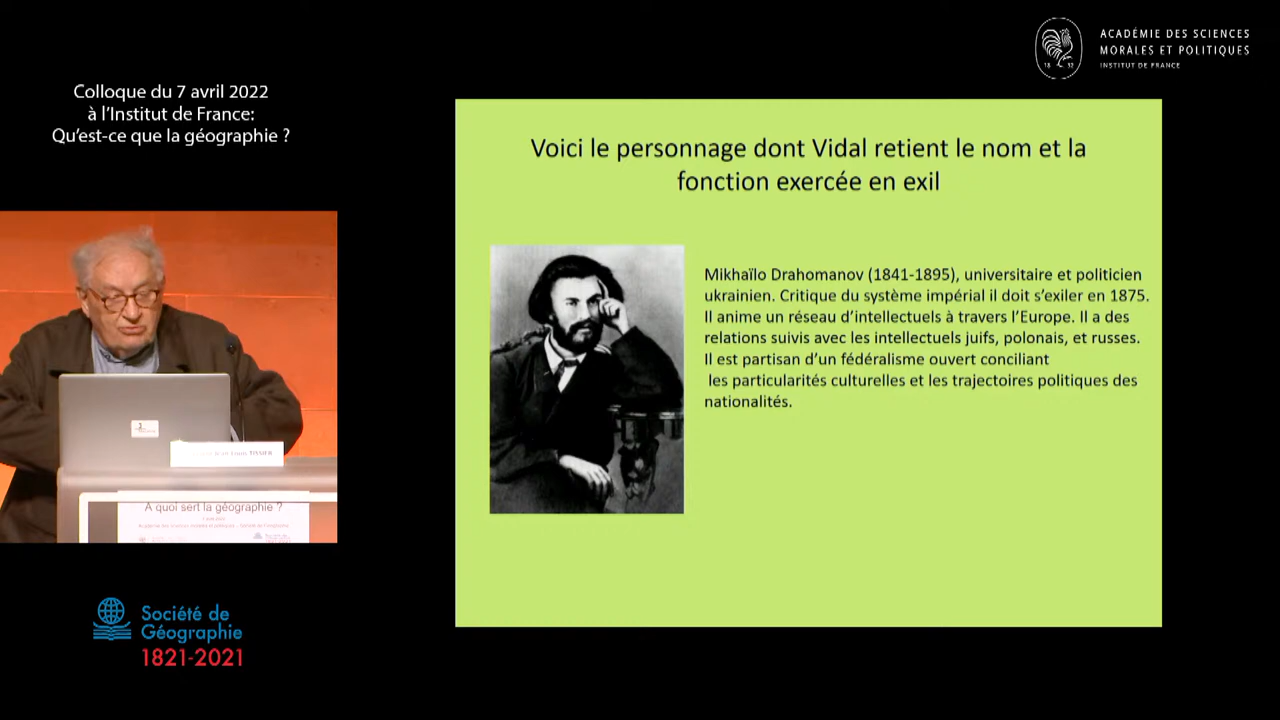 ACADÉMIE DES SCIENCES
MORALES ET POLITIQUES
INSTITUT DE FRANCE
18 32
Colloque du 7 avril 2022
à l’Institut de France:
Qu’est-ce que la géographie ?
Voici le personnage dont Vidal retient le nom et la
fonction exercée en exil
Mikhaïlo Drahomanov (1841-1895), universitaire et politicien
ukrainien. Critique du système impérial il doit s’exiler en 1875.
Il anime un réseau d’intellectuels à travers l’Europe. Il a des
relations suivis avec les intellectuels juifs, polonais, et russes.
Il est partisan d’un fédéralisme ouvert conciliant
les particularités culturelles et les trajectoires politiques des
nationalités.
TISSIER
A quoi sert la géographie ?
Société de
Géographie
1821-2021